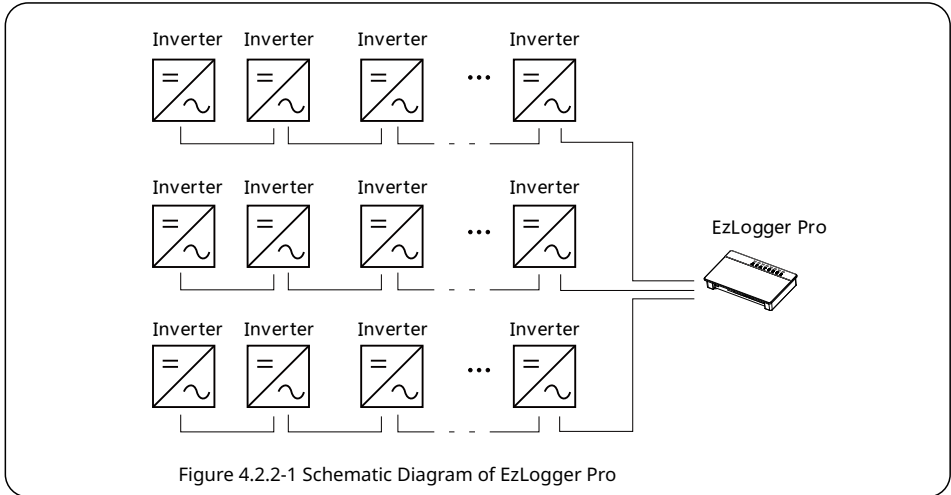 Inverter Inverter Inverter Inverter
Inverter Inverter Inverter Inverter
EzLogger Pro
Inverter Inverter Inverter Inverter
Figure 4.2.2-1 Schematic Diagram of EzLogger Pro